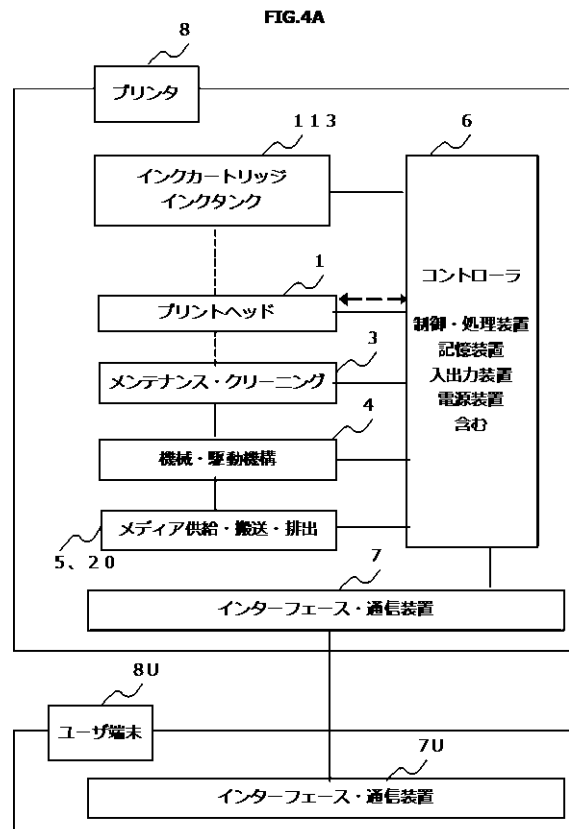 FIG.4A
8
プリンタ
113
6
インクカートリッジ
インクタンク
コントローラ
制御・処理装置
記憶装置
入出力装置
電源装置
含む
1
プリントヘッド
3
メンテナンス・クリーニング
4
機械・駆動機構
メディア供給・搬送・排出
5、20
7
インターフェース・通信装置
8U
ユーザ端末
7U
インターフェース・通信装置